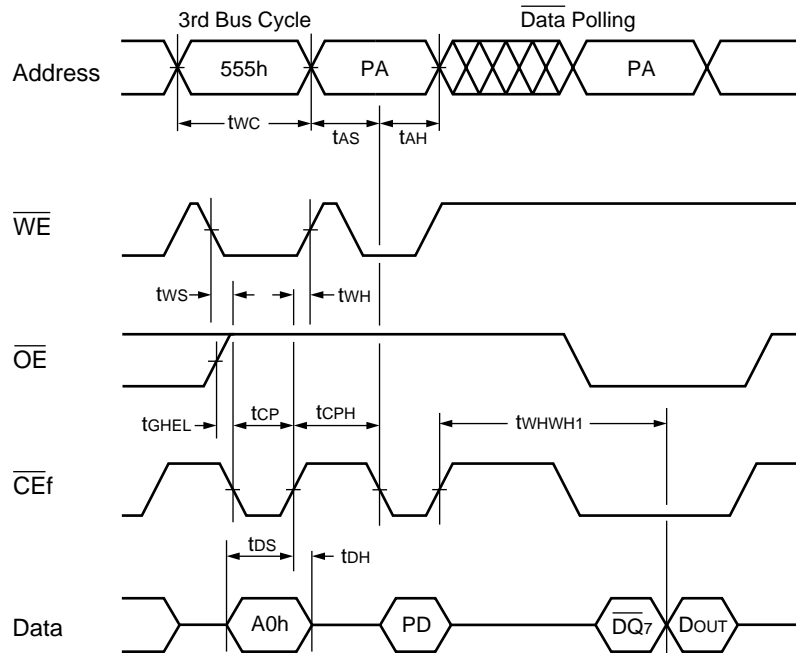 3rd Bus Cycle
Data Polling
Address
555h
PA
PA
tWC
tAS
tAH
WE
tWS
tWH
OE
tGHEL
tCP
tCPH
tWHWH1
CEf
tDS
tDH
Data
A0h
PD
DQ7
DOUT